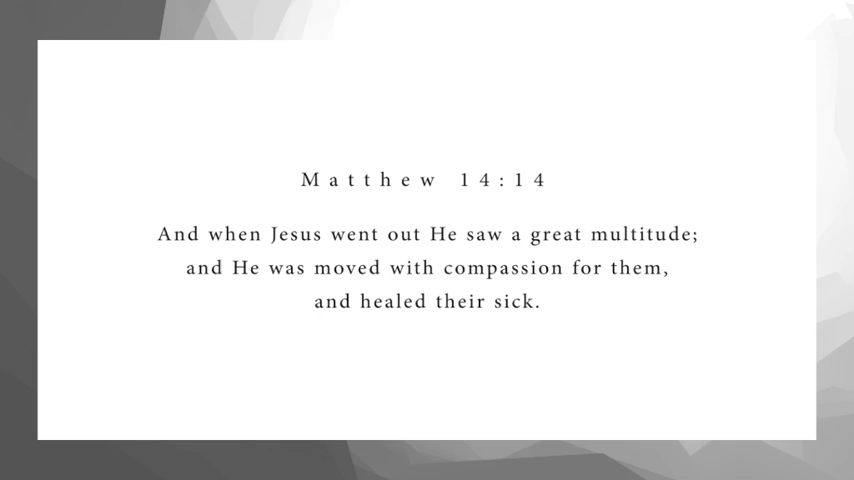 Matthew 14:14
And when Jesus went out He saw a great multitude;
and He was moved with compassion for them,
and healed their sick.